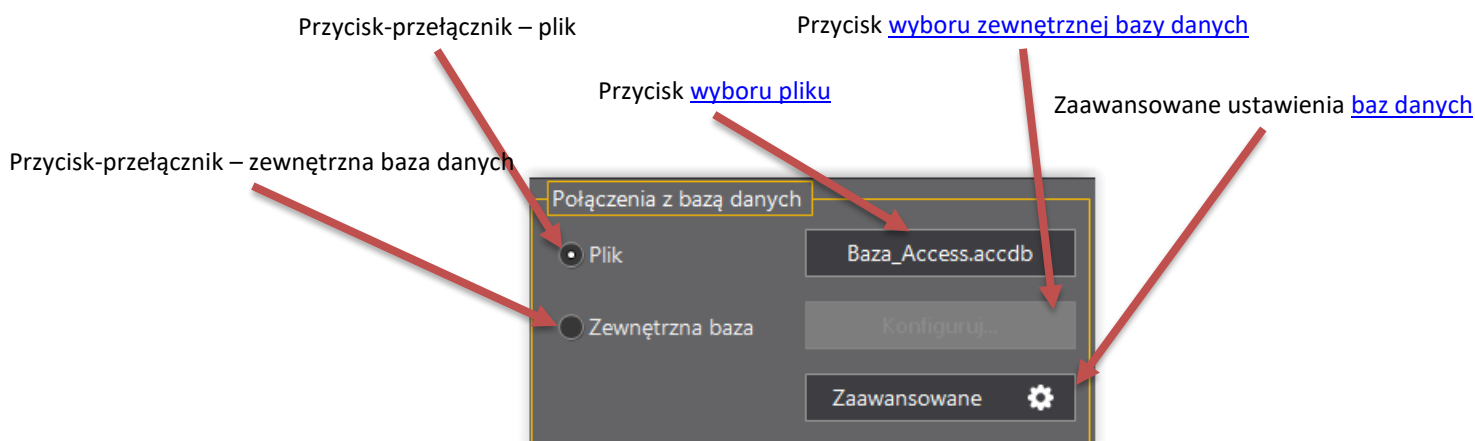 Przycisk-przełącznik – plik
Przycisk wyboru zewnętrznej bazy danych
Przycisk wyboru pliku
Zaawansowane ustawienia baz danych
Przycisk-przełącznik – zewnętrzna baza danych
Połączenia z bazą danych
Plik
Baza_Access.accdb
Zewnętrzna baza
Konfiguruj...
Zaawansowane